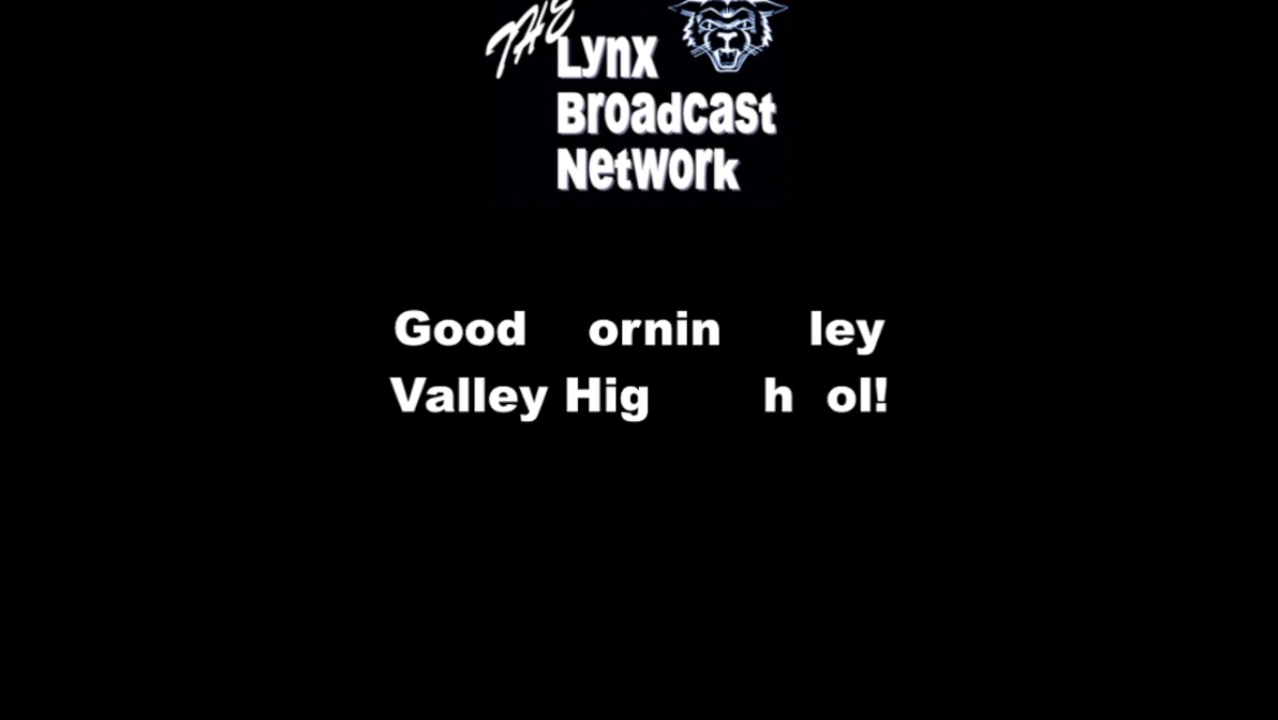 THE
Lynx
Broadcast
Network
Good ornin ley
Valley Hig h ol!